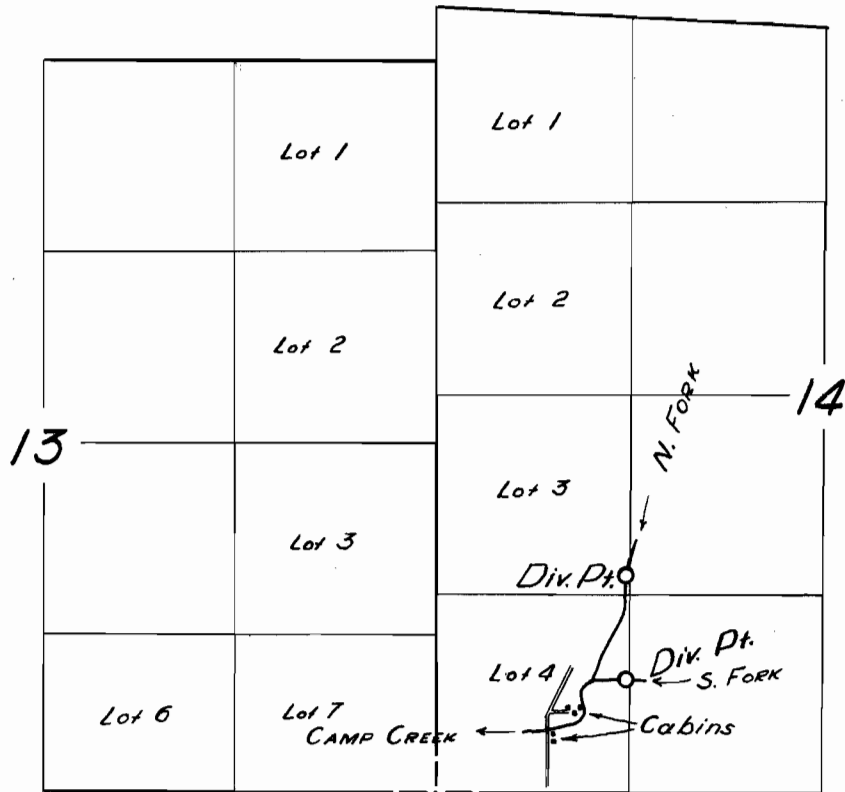 Lot 1
Lot 1
Lot 2
Lot 2
N. FORK
14
13
Lot 3
Lot 3
Div. Pt.
Div. Pt.
Lot 4
S. FORK
Lot 6
Lot 7
CAMP CREEK
Cabins